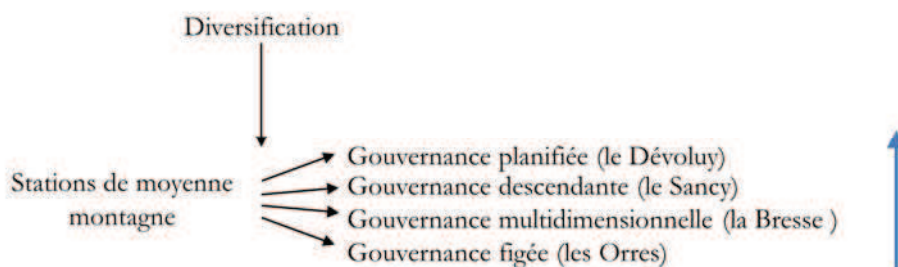 Diversification
Stations de moyenne
montagne
Gouvernance planifiée (le Dévoluy)
Gouvernance descendante (le Sancy)
Gouvernance multidimensionnelle (la Bresse )
Gouvernance figée (les Orres)